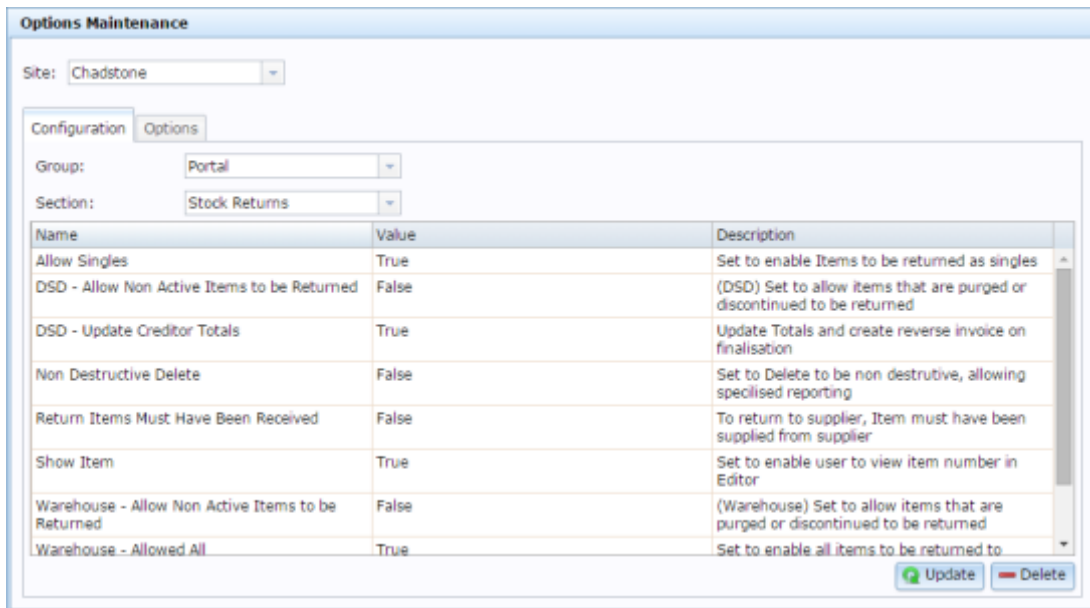 Options Maintenance
Site: Chadstone
Configuration Options
Group: Portal
Section: Stock Returns
Name Value Description
Allow Singles True Set to enable Items to be returned as singles
DSD - Allow Non Active Items to be Returned False (DSD) Set to allow items that are purged or
discontinued to be returned
DSD - Update Creditor Totals True Update Totals and create reverse invoice on
finalisation
Non Destructive Delete False Set to Delete to be non destrutive, allowing
specilised reporting
Return Items Must Have Been Received False To return to supplier, Item must have been
supplied from supplier
Show Item True Set to enable user to view item number in
Editor
Warehouse - Allow Non Active Items to be False (Warehouse) Set to allow items that are
Returned purged or discontinued to be returned
Warehouse - Allowed All True Set to enable all items to be returned to
Update Delete